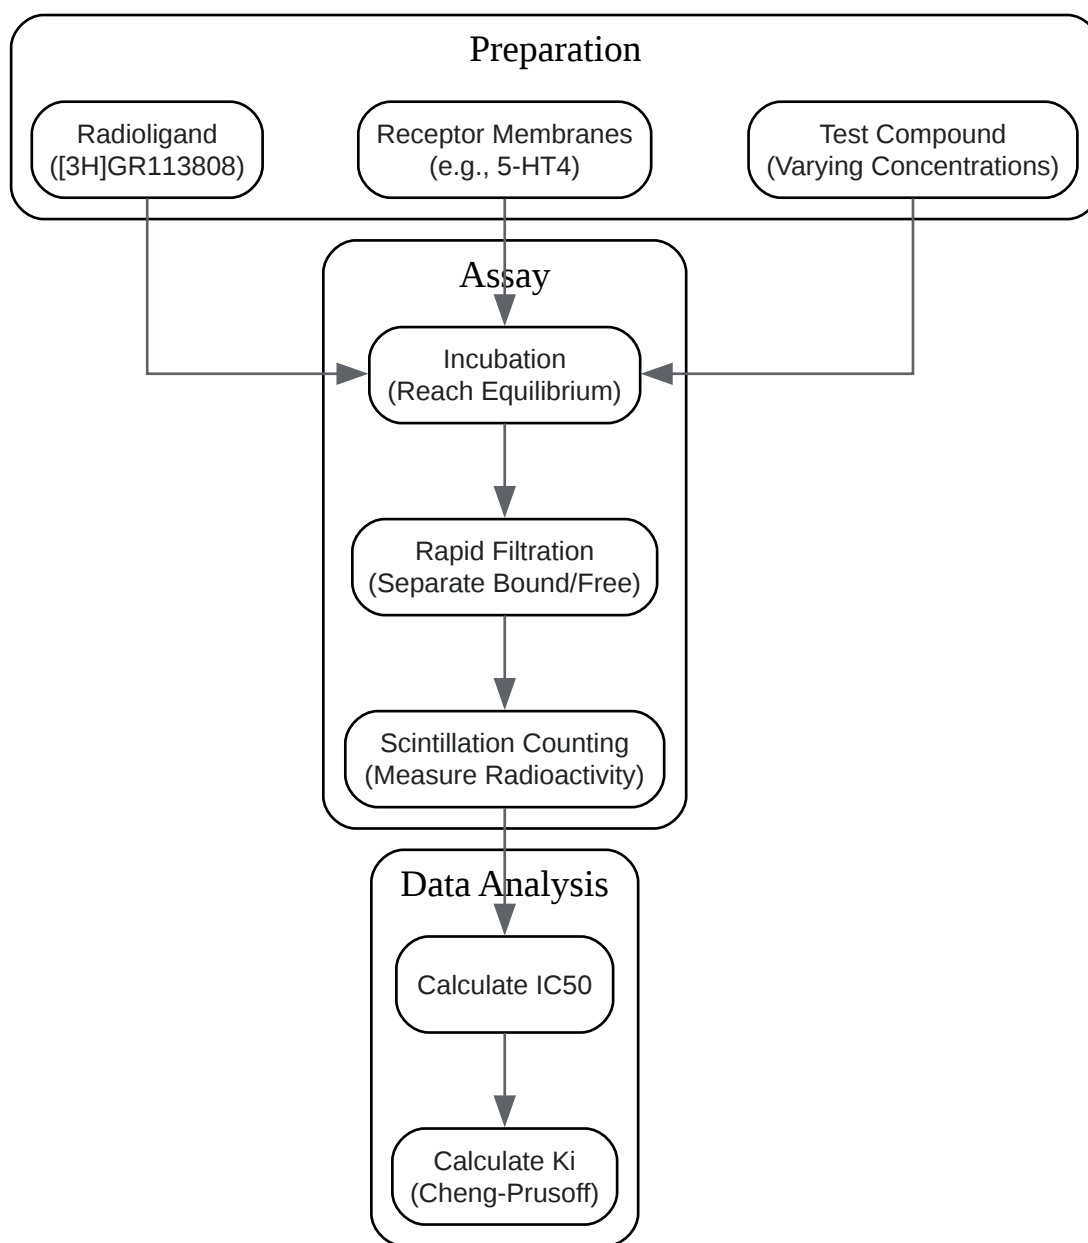 Preparation
Radioligand
([3H]GR113808)
Receptor Membranes
(e.g., 5-HT4)
Test Compound
(Varying Concentrations)
Assay
Incubation
(Reach Equilibrium)
Rapid Filtration
(Separate Bound/Free)
Scintillation Counting
(Measure Radioactivity)
Data Analysis
Calculate IC50
Calculate Ki
(Cheng-Prusoff)